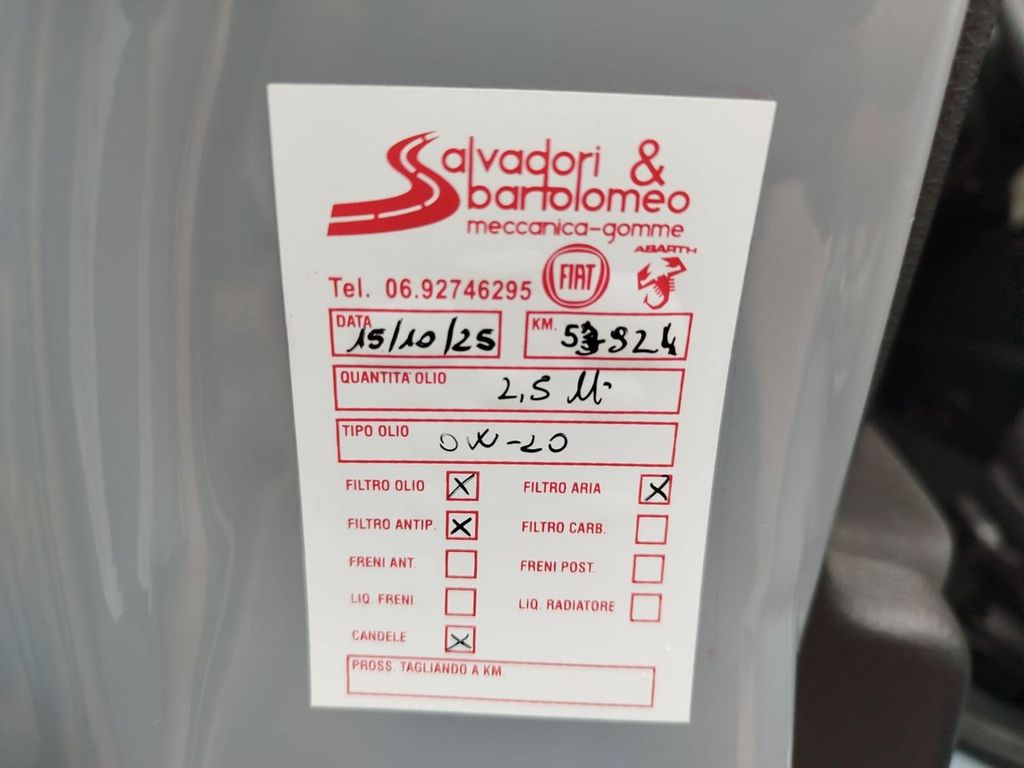 Salvadori &
bartolomeo
meccanica-gomme
ABARTH
FIAT
Tel. 06.92746295
DATA 15/10/25 KM.
QUANTITA' OLIO 2,5
TIPO OLIO 0W-20
FILTRO OLIO X FILTRO ARIA X
FILTRO ANTIP. X FILTRO CARB.
FRENI ANT. FRENI POST.
LIQ. FRENI LIQ. RADIATORE
CANDELE X
PROSS. TAGLIANDO A KM.